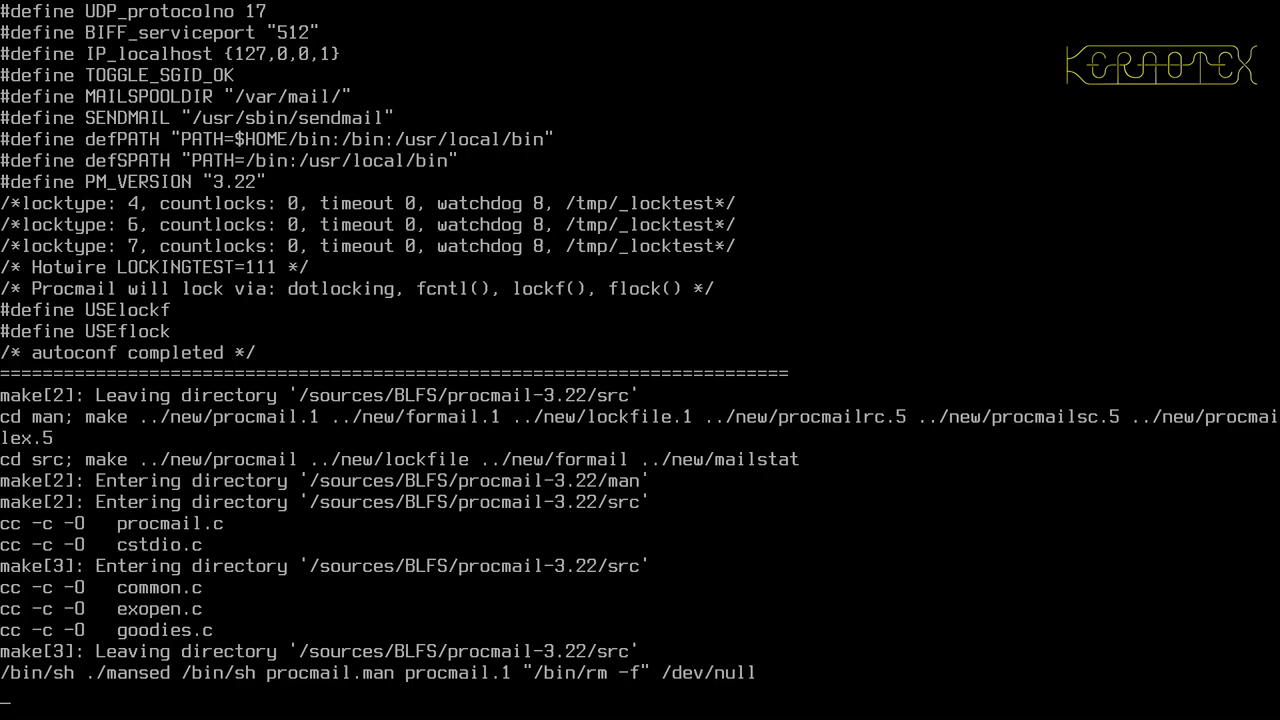 #define UDP_protocolno 17
#define BIFF_serviceport "512"
#define IP_localhost {127,0,0,1}
#define TOGGLE_SGID_OK
#define MAILSPOOLDIR "/var/mail/"
#define SENDMAIL "/usr/sbin/sendmail"
#define defPATH "PATH=$HOME/bin:/bin:/usr/local/bin"
#define defSPATH "PATH=/bin:/usr/local/bin"
#define PM_VERSION "3.22"
/*locktype: 4, countlocks: 0, timeout 0, watchdog 8, /tmp/_locktest*/
/*locktype: 6, countlocks: 0, timeout 0, watchdog 8, /tmp/_locktest*/
/*locktype: 7, countlocks: 0, timeout 0, watchdog 8, /tmp/_locktest*/
/* Hotwire LOCKINGTEST=111 */
/* Procmail will lock via: dotlocking, fcntl(), lockf(), flock() */
#define USElockf
#define USEflock
/* autoconf completed */
==========================================================================
make[2]: Leaving directory '/sources/BLFS/procmail-3.22/src'
cd man; make ../new/procmail.1 ../new/formail.1 ../new/lockfile.1 ../new/procmailrc.5 ../new/procmailsc.5 ../new/procmai
lex.5
cd src; make ../new/procmail ../new/lockfile ../new/formail ../new/mailstat
make[2]: Entering directory '/sources/BLFS/procmail-3.22/man'
make[2]: Entering directory '/sources/BLFS/procmail-3.22/src'
cc -c -O   procmail.c
cc -c -O   cstdio.c
make[3]: Entering directory '/sources/BLFS/procmail-3.22/src'
cc -c -O   common.c
cc -c -O   exopen.c
cc -c -O   goodies.c
make[3]: Leaving directory '/sources/BLFS/procmail-3.22/src'
/bin/sh ./mansed /bin/sh procmail.man procmail.1 "/bin/rm -f" /dev/null